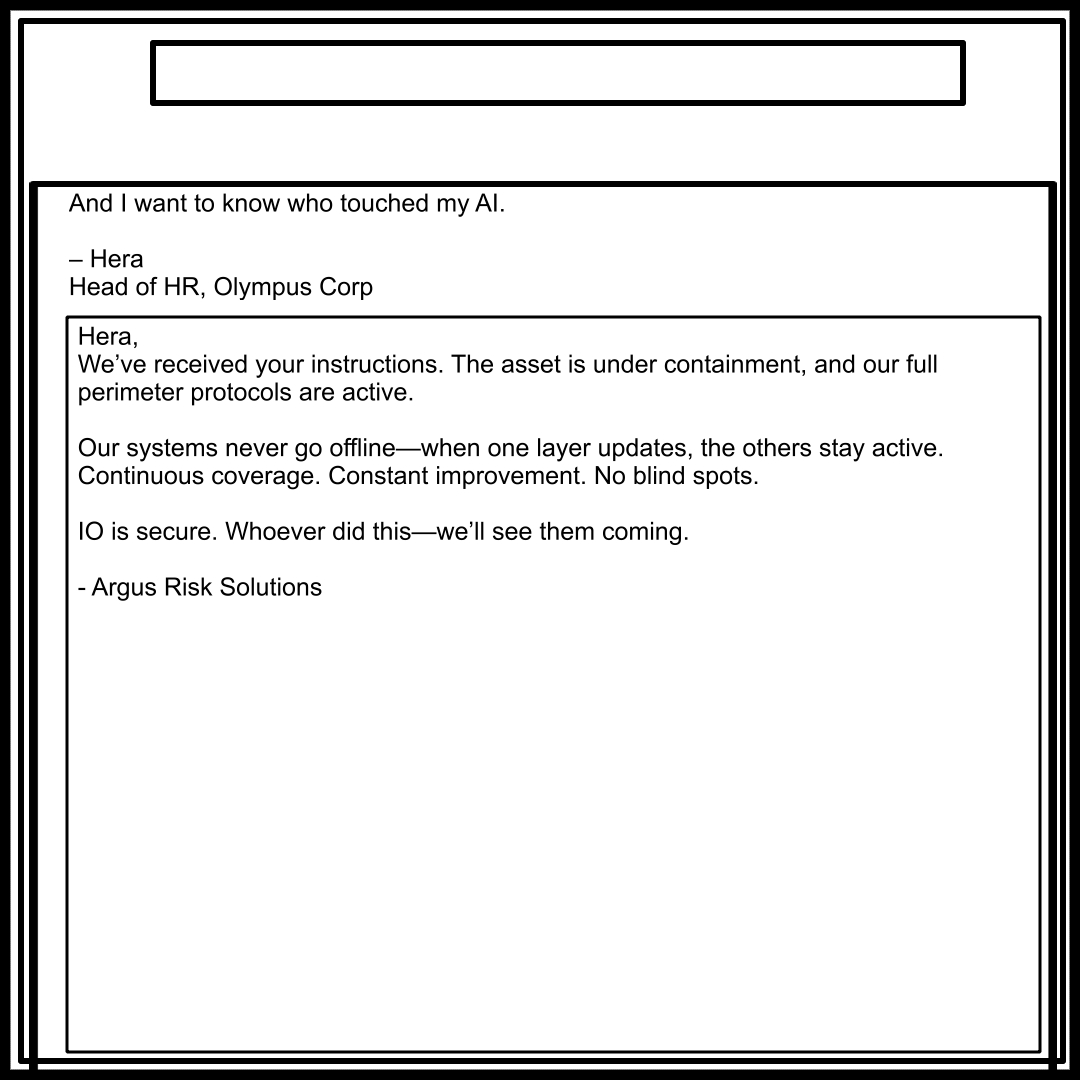 And I want to know who touched my AI.
– Hera
Head of HR, Olympus Corp
Hera,
We’ve received your instructions. The asset is under containment, and our full
perimeter protocols are active.
Our systems never go offline—when one layer updates, the others stay active.
Continuous coverage. Constant improvement. No blind spots.
IO is secure. Whoever did this—we’ll see them coming.
- Argus Risk Solutions